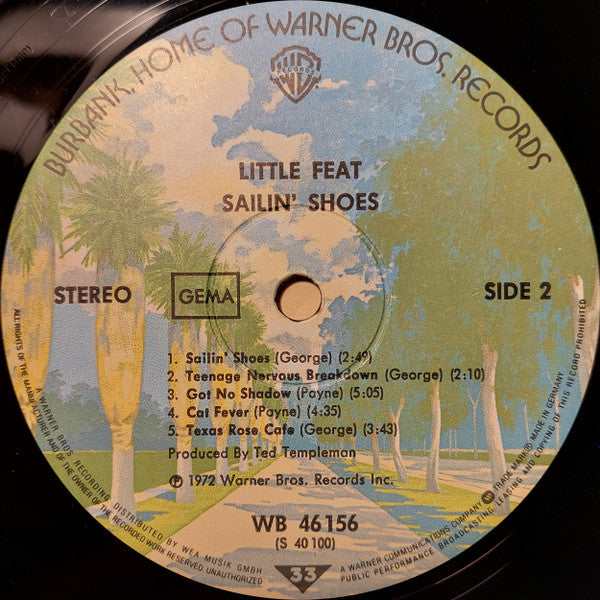 BURBANK, HOME OF WARNER BROS. RECORDS
RECORDS
LITTLE FEAT
SAILIN' SHOES
STEREO
GEMA
SIDE 2
1. Sailin' Shoes (George) (2:49)
2. Teenage Nervous Breakdown (George) (2:10)
3. Got No Shadow (Payne) (5:05)
4. Cat Fever (Payne) (4:35)
5. Texas Rose Cafe (George) (3:43)
Produced By Ted Templeman
℗ 1972 Warner Bros. Records Inc.
WB 46 156
(S 40 100)
33
ALL RIGHTS OF THE MANUFACTURER AND OF THE OWNER OF THE RECORDED WORK RESERVED UNAUTHORIZED
PUBLIC PERFORMANCE BROADCASTING LEASING AND COPYING OF THIS RECORD PROHIBITED
A WARNER BROS. RECORDING DISTRIBUTED BY WEA MUSIK GMBH
A WARNER COMMUNICATIONS COMPANY TRADE MARK MADE IN GERMANY